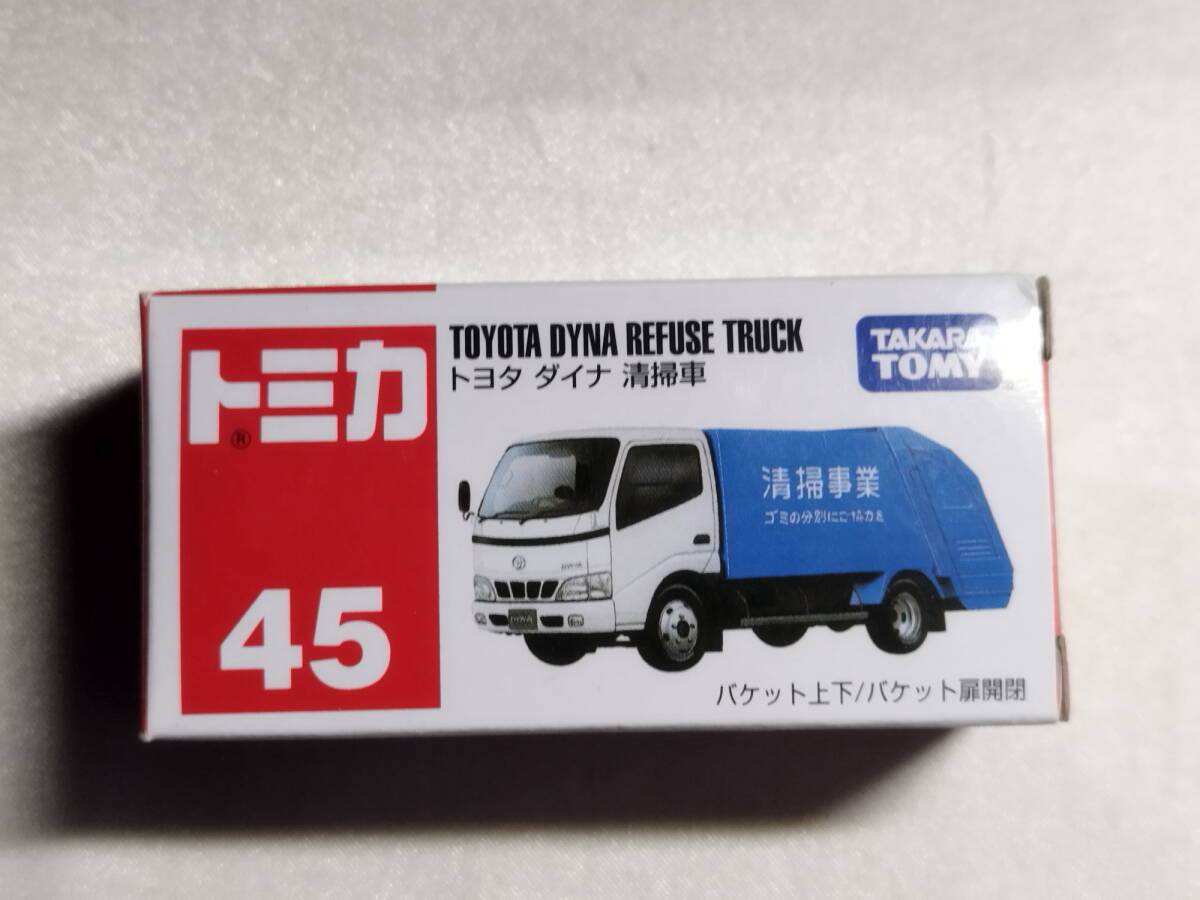 トミカ®
45
TOYOTA DYNA REFUSE TRUCK
トヨタ ダイナ 清掃車
TAKARA
TOMY
清掃事業
ゴミの分別にご協力を
DYNA
バケット上下/バケット扉開閉